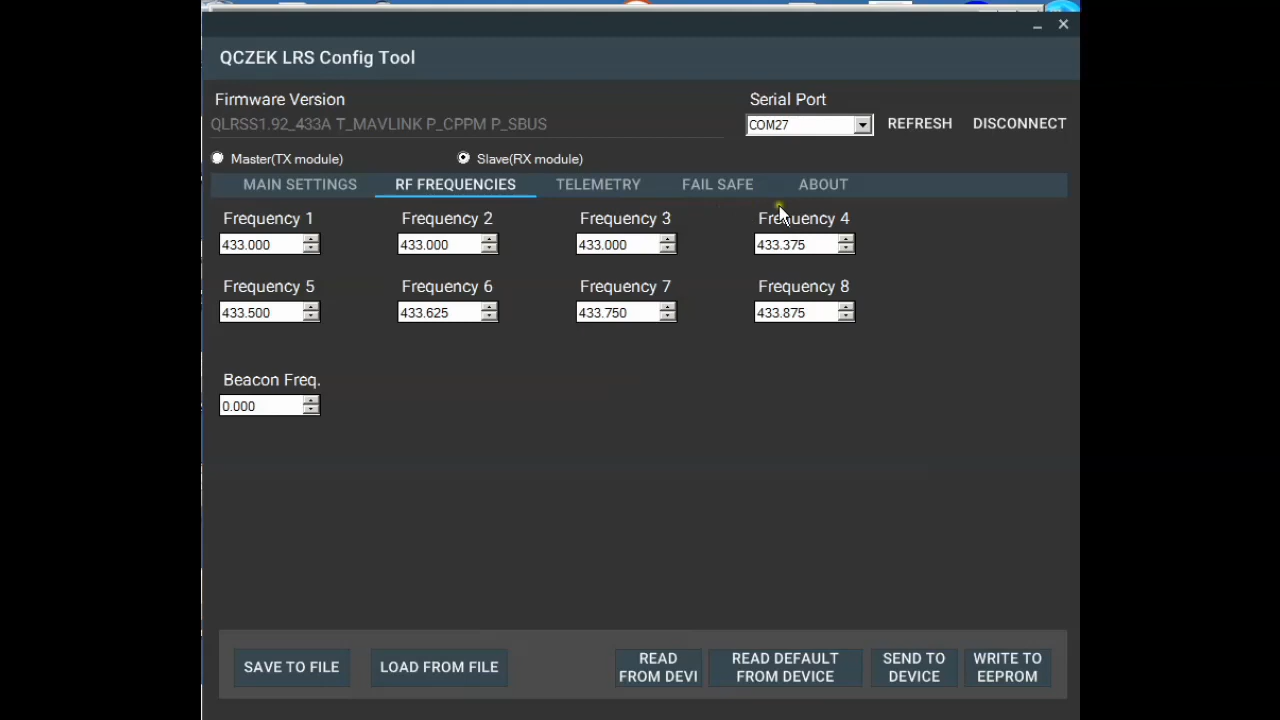 QCZEK LRS Config Tool
Firmware Version
Serial Port
QLRSS1.92_433A T_MAVLINK P_CPPM P_SBUS
COM27
REFRESH
DISCONNECT
Master(TX module)
Slave(RX module)
MAIN SETTINGS
RF FREQUENCIES
TELEMETRY
FAIL SAFE
ABOUT
Frequency 1
Frequency 2
Frequency 3
Frequency 4
433.000
433.000
433.000
433.375
Frequency 5
Frequency 6
Frequency 7
Frequency 8
433.500
433.625
433.750
433.875
Beacon Freq.
0.000
SAVE TO FILE
LOAD FROM FILE
READ
FROM DEVI
READ DEFAULT
FROM DEVICE
SEND TO
DEVICE
WRITE TO
EEPROM